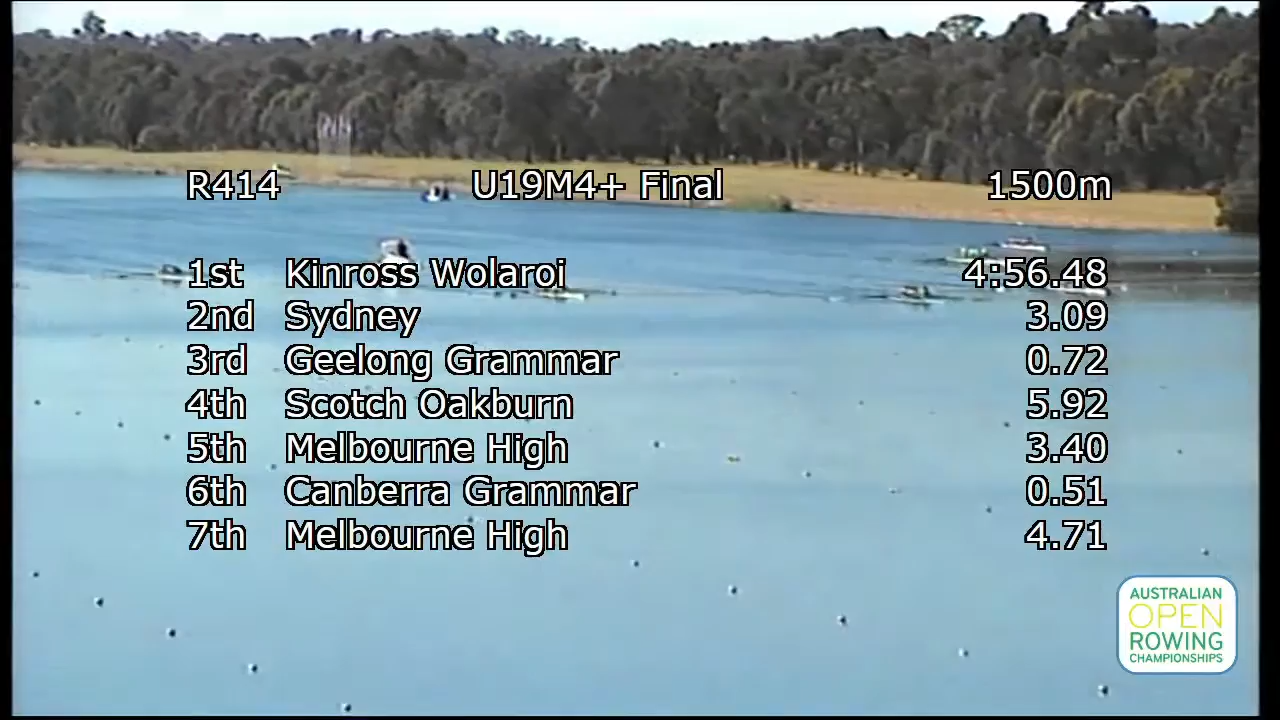 R414 U19M4+ Final 1500m
1st Kinross Wolaroi 4:56.48
2nd Sydney 3.09
3rd Geelong Grammar 0.72
4th Scotch Oakburn 5.92
5th Melbourne High 3.40
6th Canberra Grammar 0.51
7th Melbourne High 4.71
AUSTRALIAN
OPEN
ROWING
CHAMPIONSHIPS